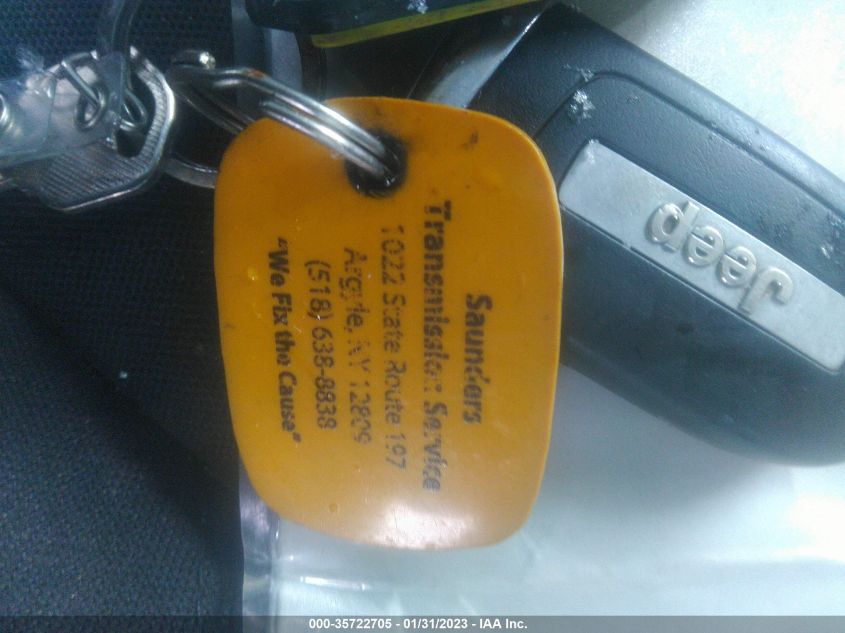 Saunders
Transmission Service
1022 State Route 197
Argyle, NY 12809
(518) 638-8838
"We Fix the Cause"
Jeep
000-35722705 - 01/31/2023 - IAA Inc.